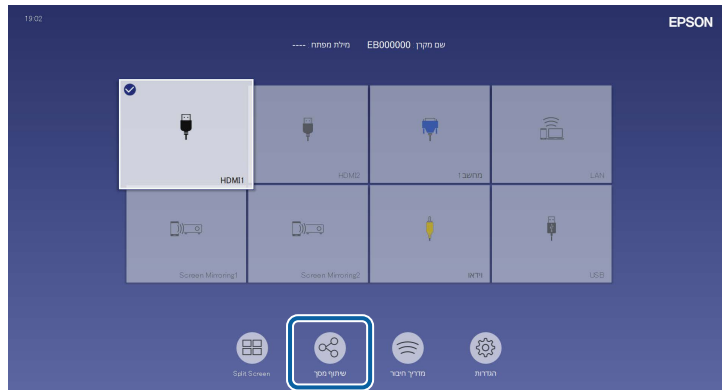 19:02
EPSON
שם מקרן EB000000 מילת מפתח ----
HDMI1
HDMI2
מחשב1
LAN
Screen Mirroring1
Screen Mirroring2
וידאו
USB
Split Screen
שיתוף מסך
מדריך חיבור
הגדרות